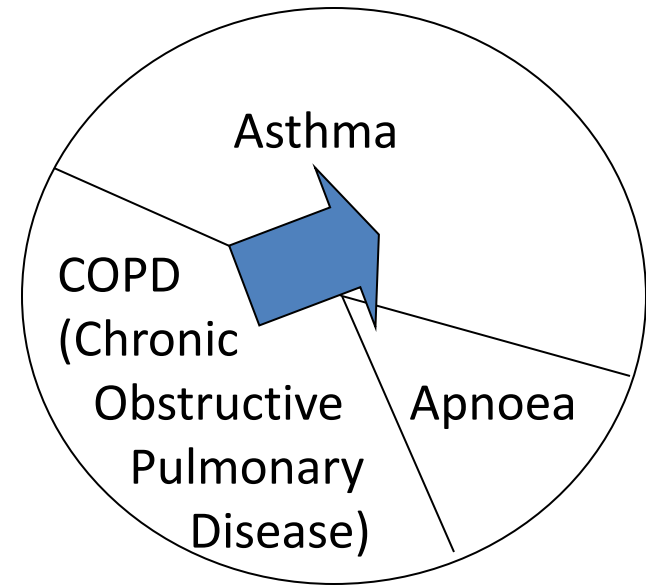 Asthma
COPD
(Chronic
Obstructive
Pulmonary
Disease)
Apnoea